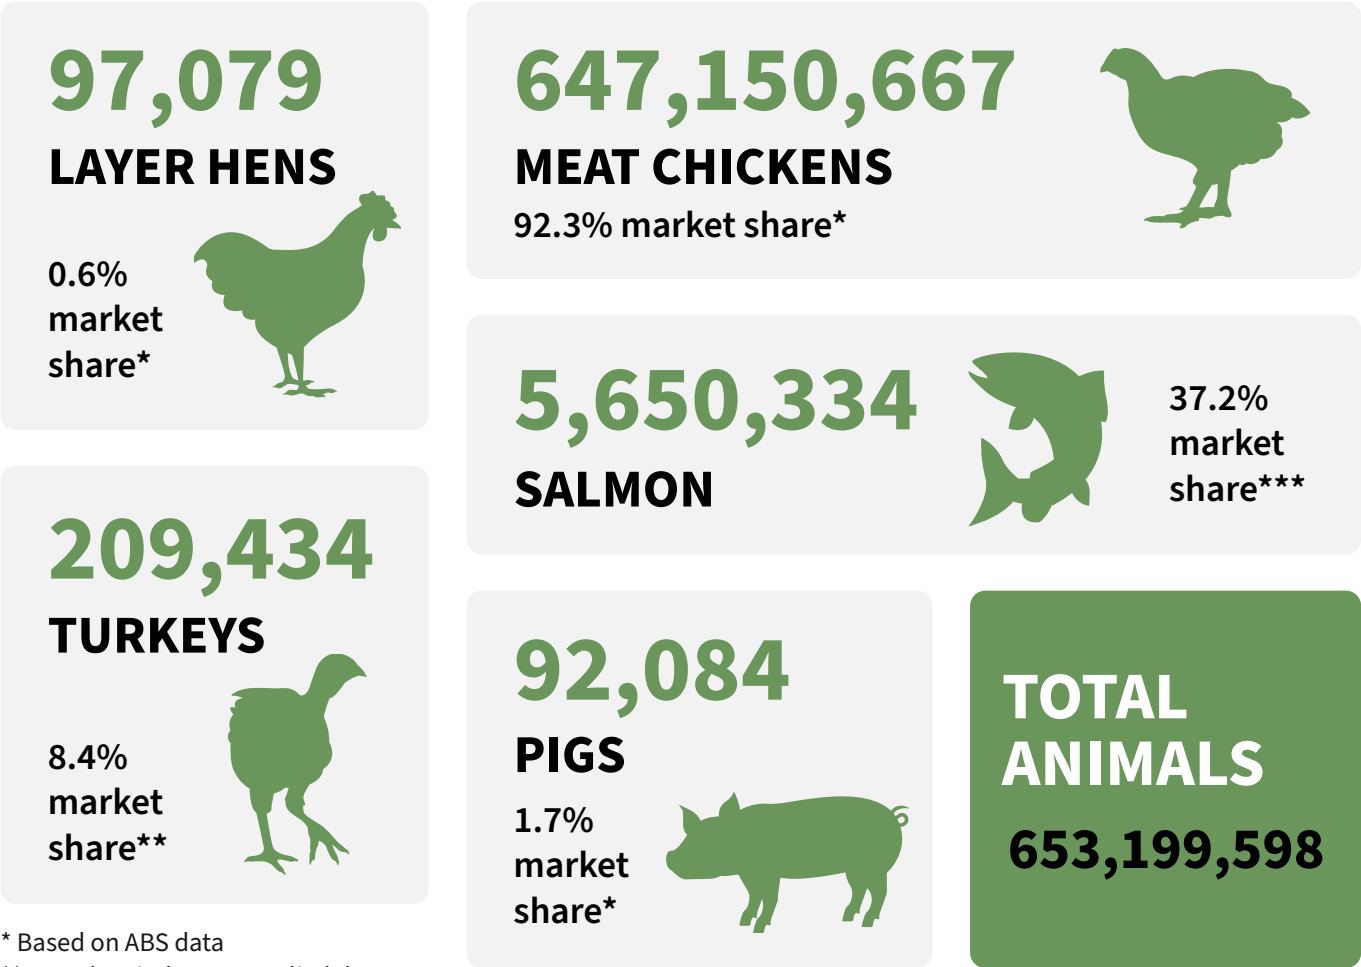 97,079
LAYER HENS
0.6%
market
share*
647,150,667
MEAT CHICKENS
92.3% market share*
5,650,334
SALMON
37.2%
market
share***
209,434
TURKEYS
8.4%
market
share**
92,084
PIGS
1.7%
market
share*
TOTAL
ANIMALS
653,199,598
* Based on ABS data